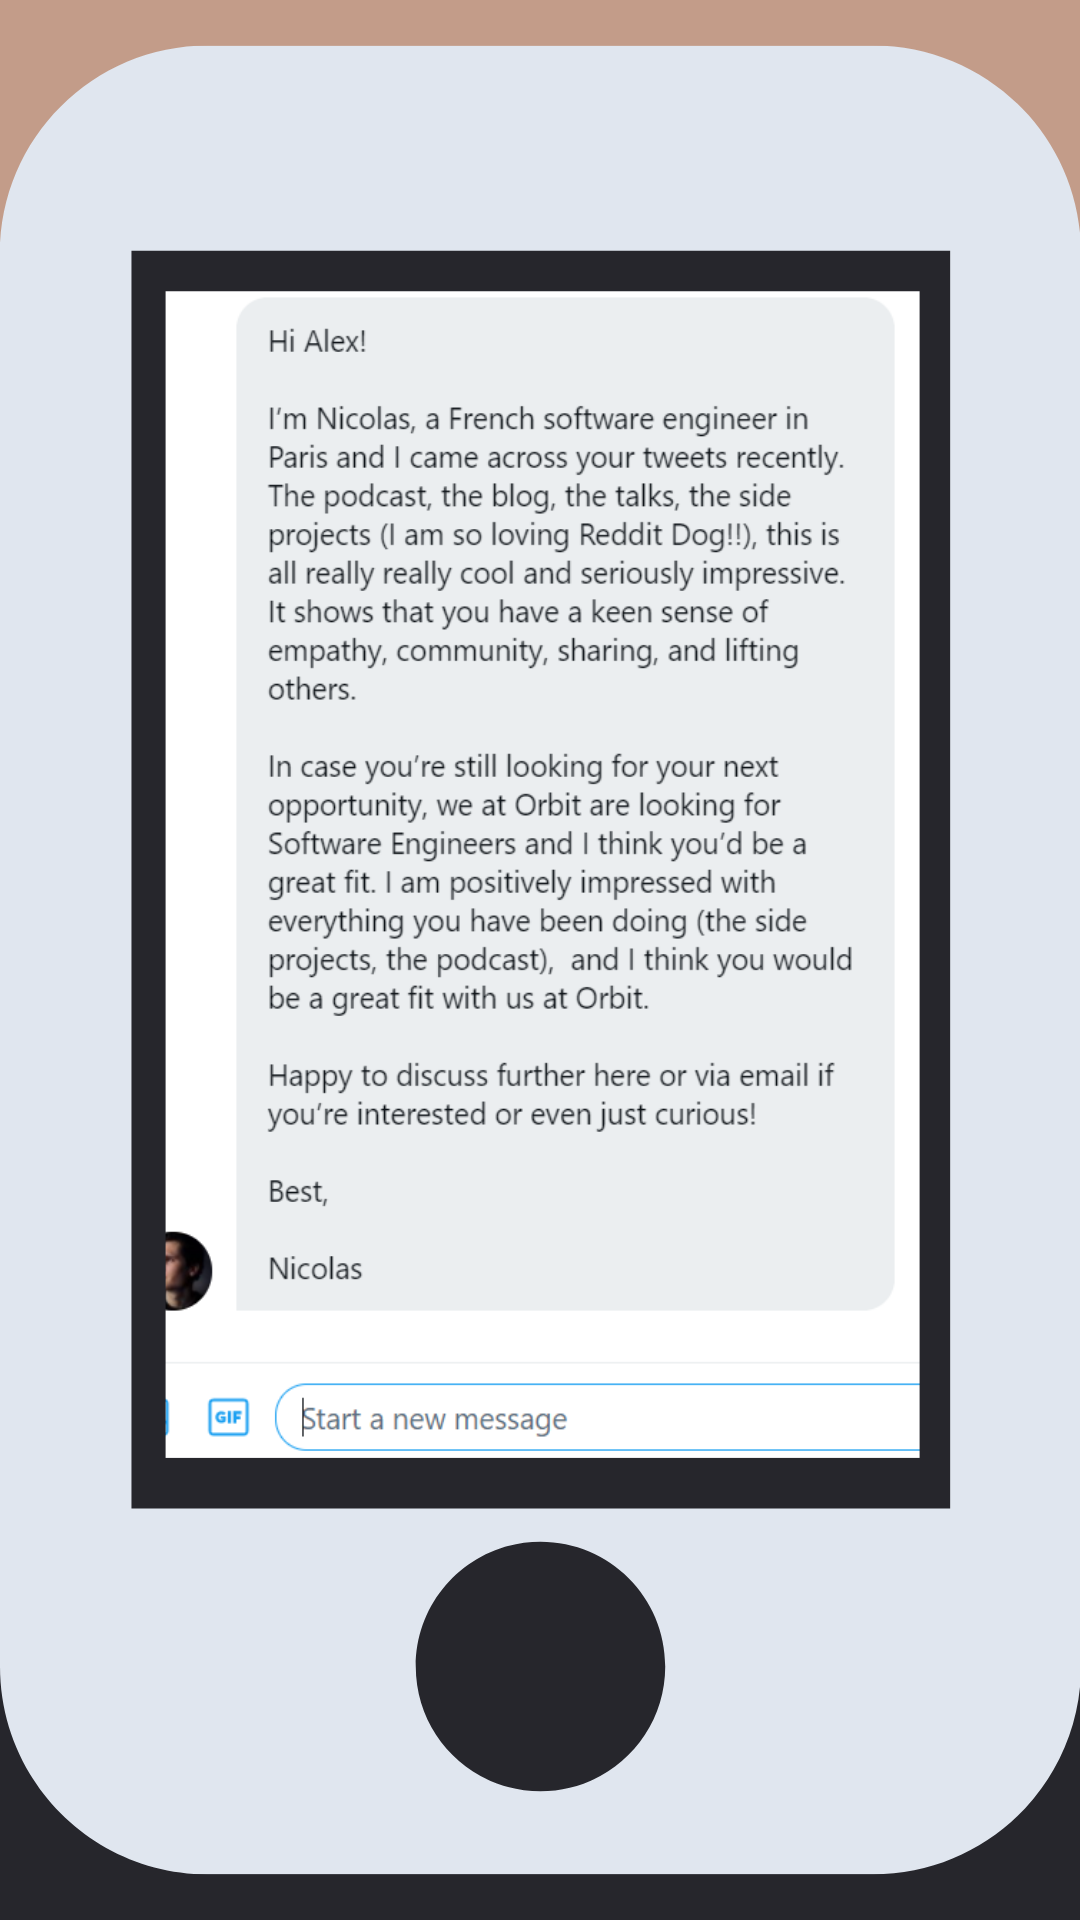 Hi Alex!
I’m Nicolas, a French software engineer in
Paris and I came across your tweets recently.
The podcast, the blog, the talks, the side
projects (I am so loving Reddit Dog!!), this is
all really really cool and seriously impressive.
It shows that you have a keen sense of
empathy, community, sharing, and lifting
others.
In case you’re still looking for your next
opportunity, we at Orbit are looking for
Software Engineers and I think you’d be a
great fit. I am positively impressed with
everything you have been doing (the side
projects, the podcast),  and I think you would
be a great fit with us at Orbit.
Happy to discuss further here or via email if
you’re interested or even just curious!
Best,
Nicolas
GIF
Start a new message